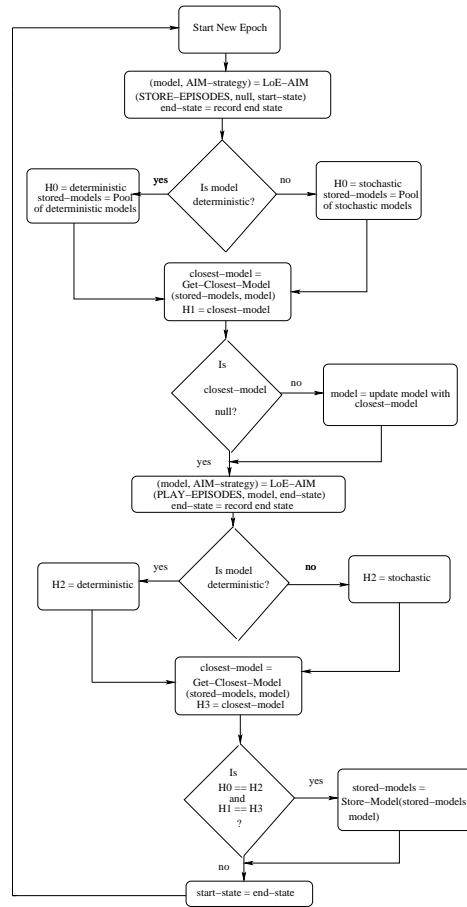 Start New Epoch
(model, AIM−strategy) = LoE−AIM
(STORE−EPISODES, null, start−state)
end−state = record end state
yes
Is model
deterministic?
no
H0 = deterministic
stored−models = Pool
of deterministic models
H0 = stochastic
stored−models = Pool
of stochastic models
closest−model =
Get−Closest−Model
(stored−models, model)
H1 = closest−model
Is
closest−model
null?
no
model = update model with
closest−model
yes
(model, AIM−strategy) = LoE−AIM
(PLAY−EPISODES, model, end−state)
end−state = record end state
yes
Is model
deterministic?
no
H2 = deterministic
H2 = stochastic
closest−model =
Get−Closest−Model
(stored−models, model)
H3 = closest−model
Is
H0 == H2
and
H1 == H3
?
yes
stored−models =
Store−Model(stored−models
model)
no
start−state = end−state